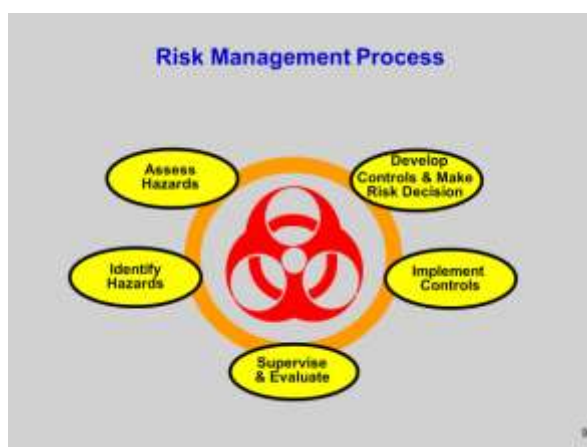 Risk Management Process
Assess
Hazards
Develop
Controls & Make
Risk Decision
Identify
Hazards
Implement
Controls
Supervise
& Evaluate